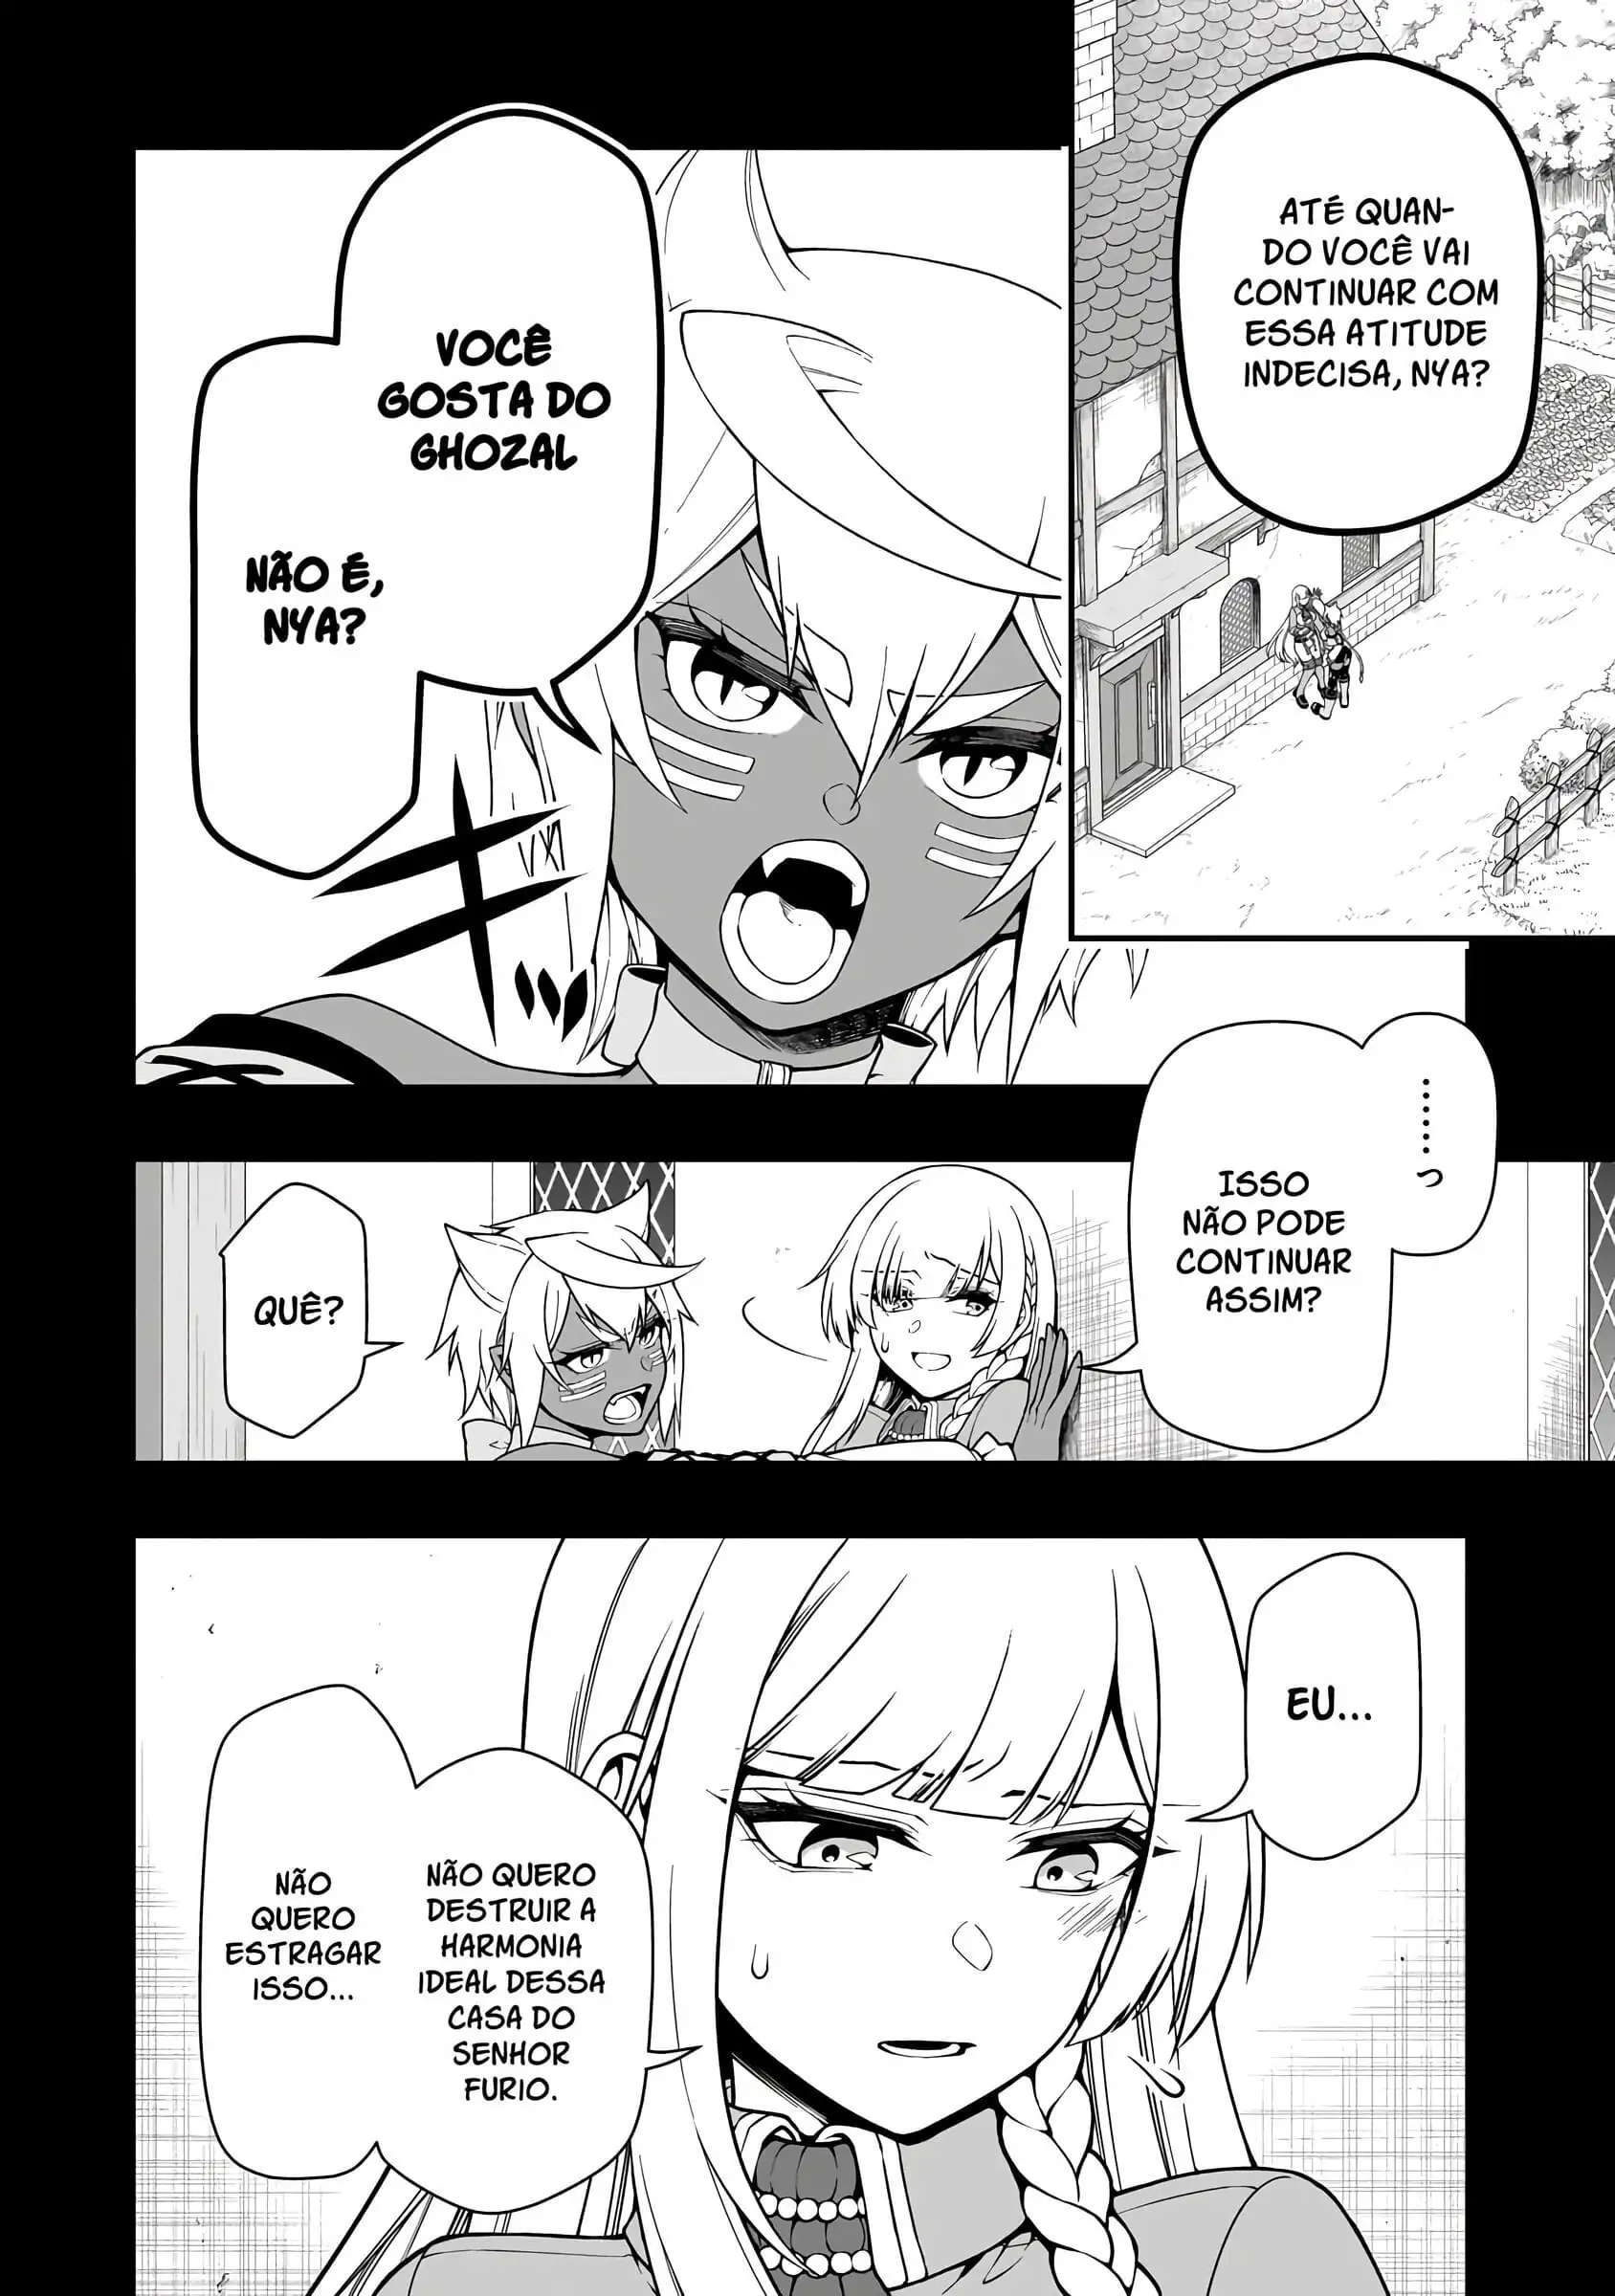 ATÉ QUAN-
DO VOCÊ VAI
CONTINUAR COM
ESSA ATITUDE
INDECISA, NYA?
VOCÊ
GOSTA DO
GHOZAL
NÃO É,
NYA?
……っ
ISSO
NÃO PODE
CONTINUAR
ASSIM?
QUÊ?
EU...
NÃO QUERO
DESTRUIR A
HARMONIA
IDEAL DESSA
CASA DO
SENHOR
FURIO.
NÃO
QUERO
ESTRAGAR
ISSO...